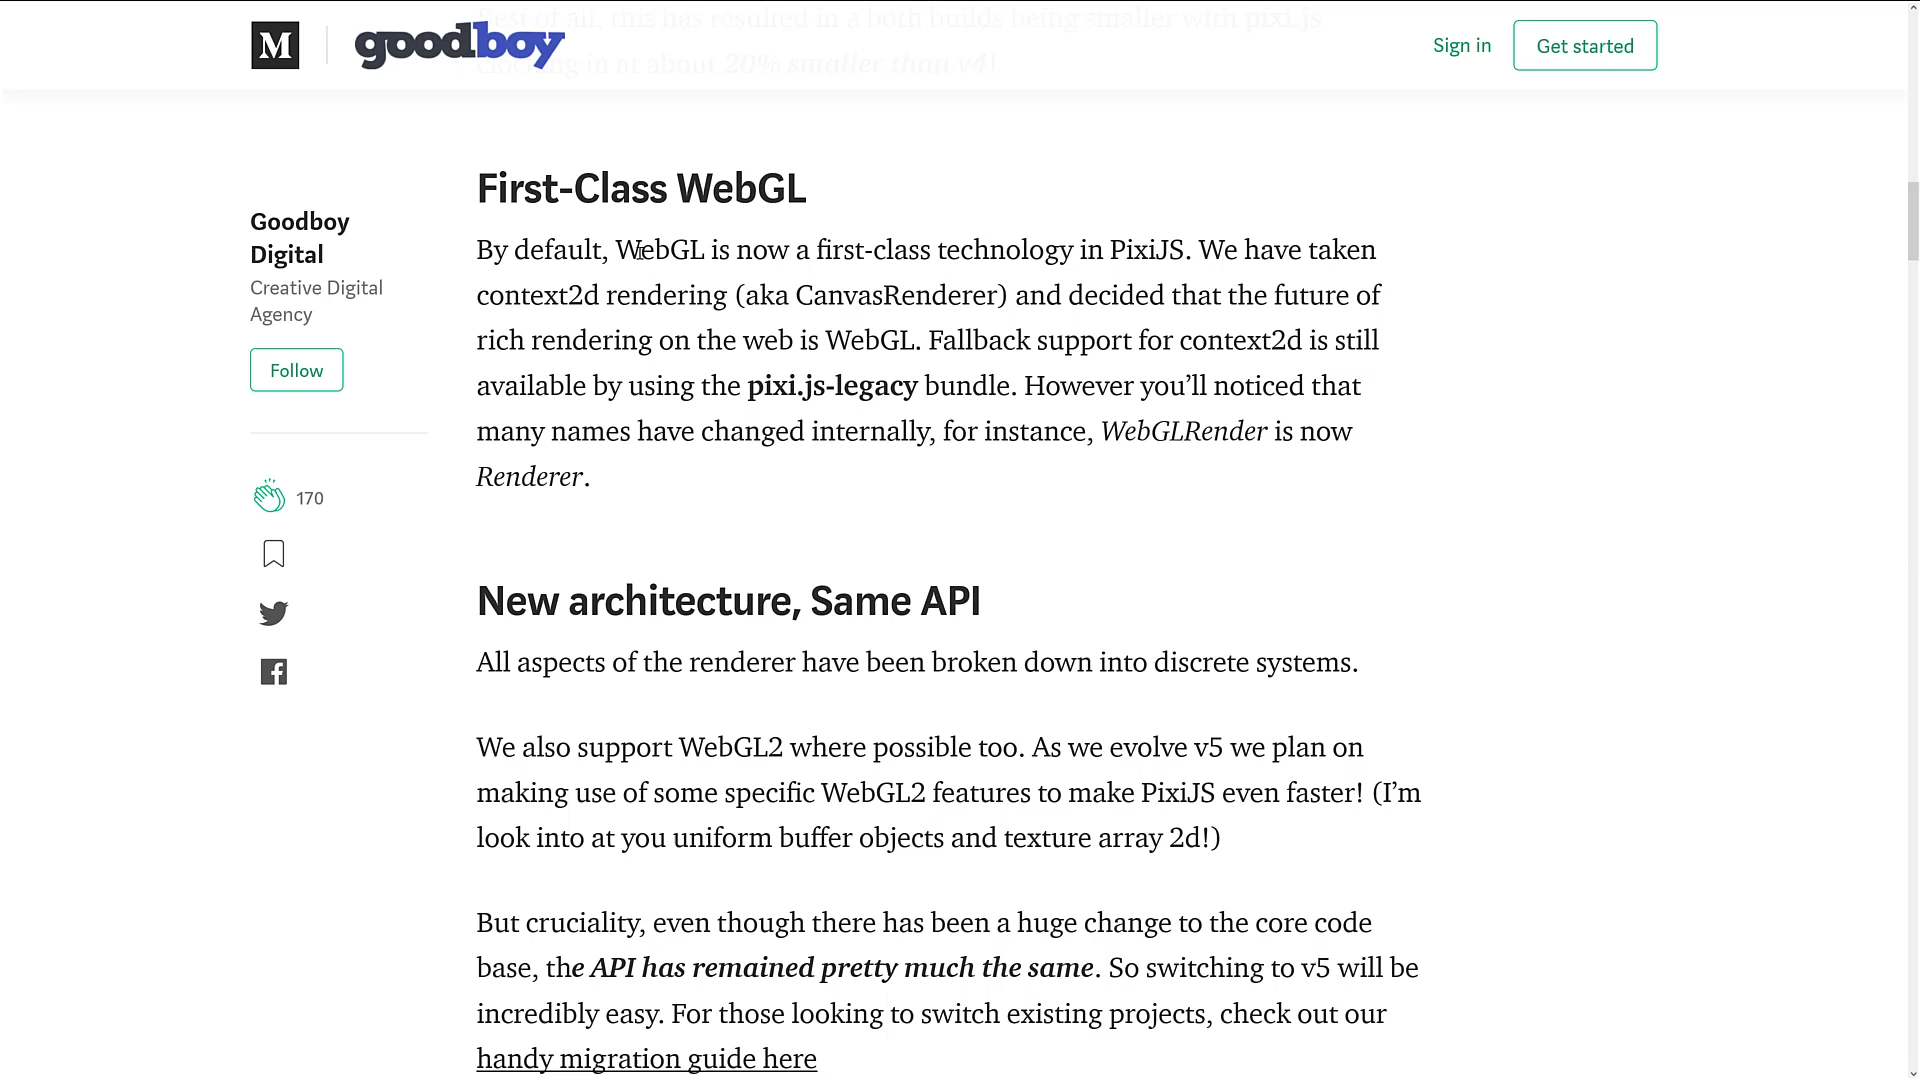 Best of all, this has resulted in a both builds being smaller with pixi.js
clocking in at about 20% smaller than v4!
M
goodboy
Sign in
Get started
Goodboy
Digital
Creative Digital
Agency
Follow
170
First-Class WebGL
By default, WebGL is now a first-class technology in PixiJS. We have taken
context2d rendering (aka CanvasRenderer) and decided that the future of
rich rendering on the web is WebGL. Fallback support for context2d is still
available by using the pixi.js-legacy bundle. However you’ll noticed that
many names have changed internally, for instance, WebGLRender is now
Renderer.
New architecture, Same API
All aspects of the renderer have been broken down into discrete systems.
We also support WebGL2 where possible too. As we evolve v5 we plan on
making use of some specific WebGL2 features to make PixiJS even faster! (I’m
look into at you uniform buffer objects and texture array 2d!)
But cruciality, even though there has been a huge change to the core code
base, the API has remained pretty much the same. So switching to v5 will be
incredibly easy. For those looking to switch existing projects, check out our
handy migration guide here